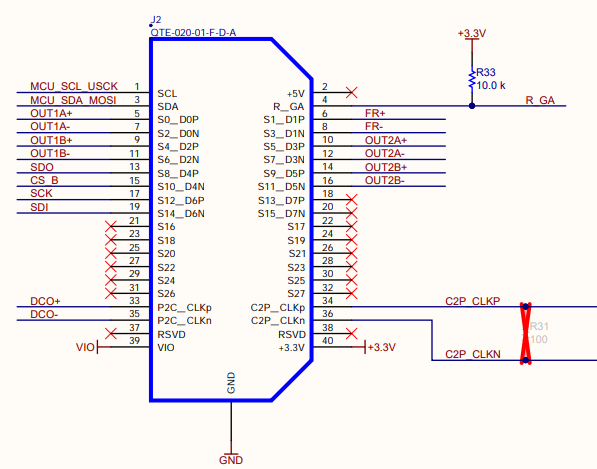 J2
QTE-020-01-F-D-A
+3.3V
R33
10.0 k
MCU_SCL_USCK 1 SCL +5V 2
MCU_SDA_MOSI 3 SDA R_GA 4 R_GA
OUT1A+ 5 S0_D0P S1_D1P 6 FR+
OUT1A- 7 S2_D0N S3_D1N 8 FR-
OUT1B+ 9 S4_D2P S5_D3P 10 OUT2A+
OUT1B- 11 S6_D2N S7_D3N 12 OUT2A-
SDO 13 S8_D4P S9_D5P 14 OUT2B+
CS_B 15 S10_D4N S11_D5N 16 OUT2B-
SCK 17 S12_D6P S13_D7P 18
SDI 19 S14_D6N S15_D7N 20
21 S16 S17 22
23 S18 S19 24
25 S20 S21 26
27 S22 S23 28
29 S24 S25 30
31 S26 S27 32
DCO+ 33 P2C_CLKp C2P_CLKp 34 C2P_CLKP
DCO- 35 P2C_CLKn C2P_CLKn 36
R31
100
37 RSVD RSVD 38
VIO 39 VIO +3.3V 40 +3.3V
C2P_CLKN
GND
GND